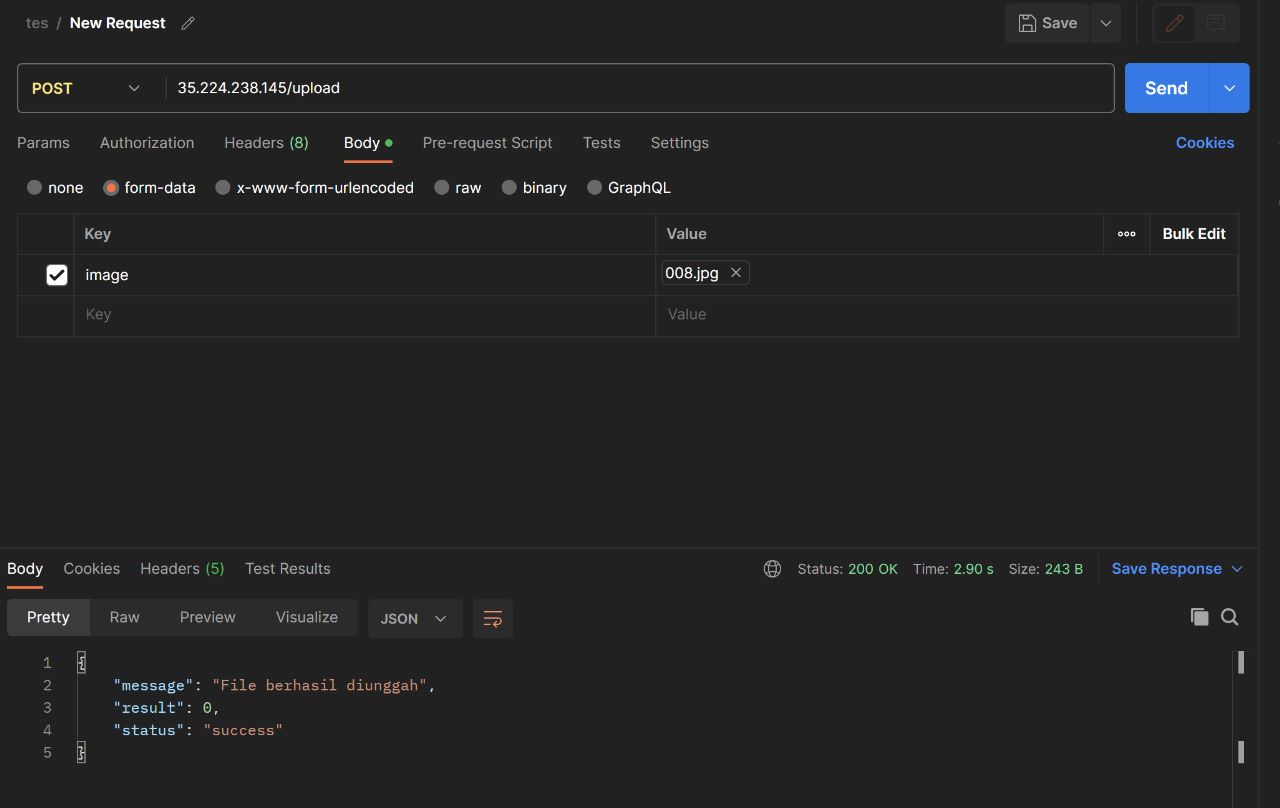 tes / New Request
Save
POST 35.224.238.145/upload Send
Params Authorization Headers (8) Body Pre-request Script Tests Settings Cookies
none form-data x-www-form-urlencoded raw binary GraphQL
Key Value Bulk Edit
image 008.jpg
Key Value
Body Cookies Headers (5) Test Results Status: 200 OK Time: 2.90 s Size: 243 B Save Response
Pretty Raw Preview Visualize JSON
1 {
2 "message": "File berhasil diunggah",
3 "result": 0,
4 "status": "success"
5 }